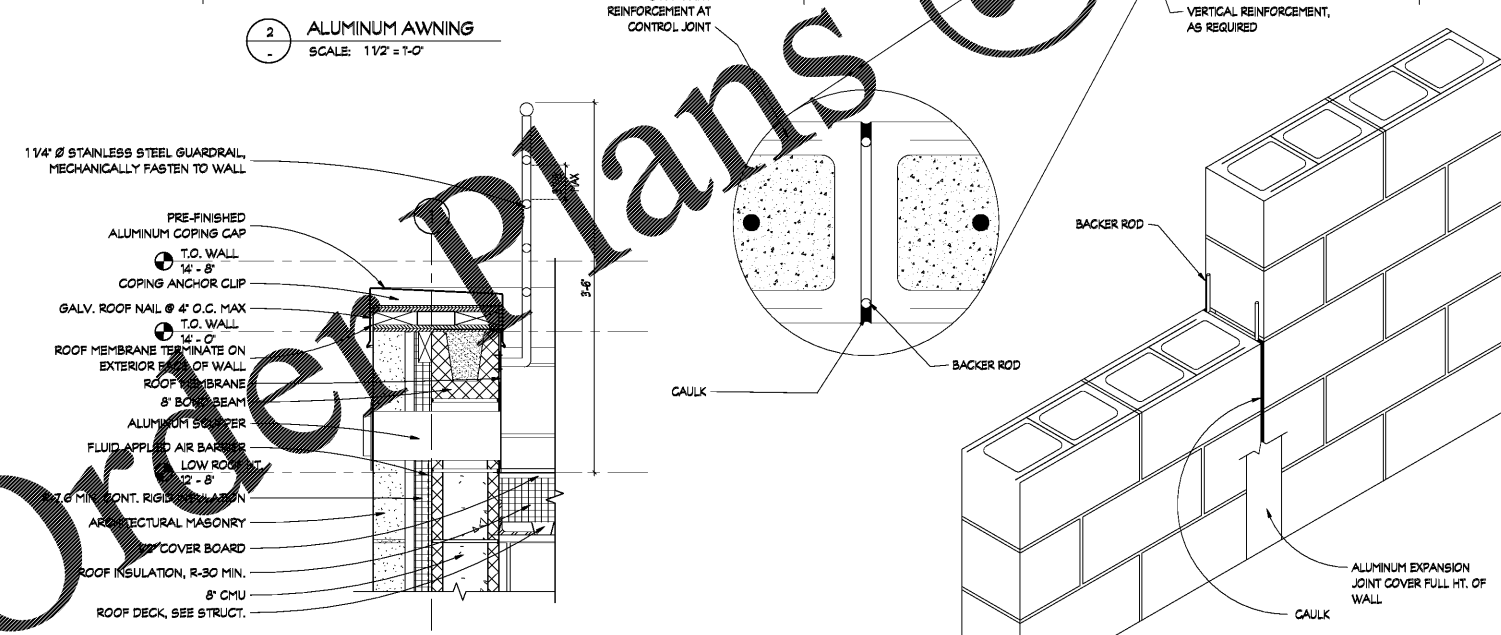 2
-
ALUMINUM AWNING
SCALE: 1 1/2" = 1'-0"
REINFORCEMENT AT
CONTROL JOINT
VERTICAL REINFORCEMENT,
AS REQUIRED
1 1/4" Ø STAINLESS STEEL GUARDRAIL,
MECHANICALLY FASTEN TO WALL
MAX
PRE-FINISHED
ALUMINUM COPING CAP
T.O. WALL
14' - 8"
COPING ANCHOR CLIP
GALV. ROOF NAIL @ 4" O.C. MAX
T.O. WALL
14' - 0"
ROOF MEMBRANE TERMINATE ON
EXTERIOR FACE OF WALL
ROOF MEMBRANE
8" BOND BEAM
ALUMINUM SCUPPER
FLUID APPLIED AIR BARRIER
LOW ROOF HT.
12' - 8"
R-7.6 MIN. CONT. RIGID INSULATION
ARCHITECTURAL MASONRY
COVER BOARD
ROOF INSULATION, R-30 MIN.
8" CMU
ROOF DECK, SEE STRUCT.
3'-6"
BACKER ROD
CAULK
BACKER ROD
ALUMINUM EXPANSION
JOINT COVER FULL HT. OF
WALL
CAULK
Order Plans